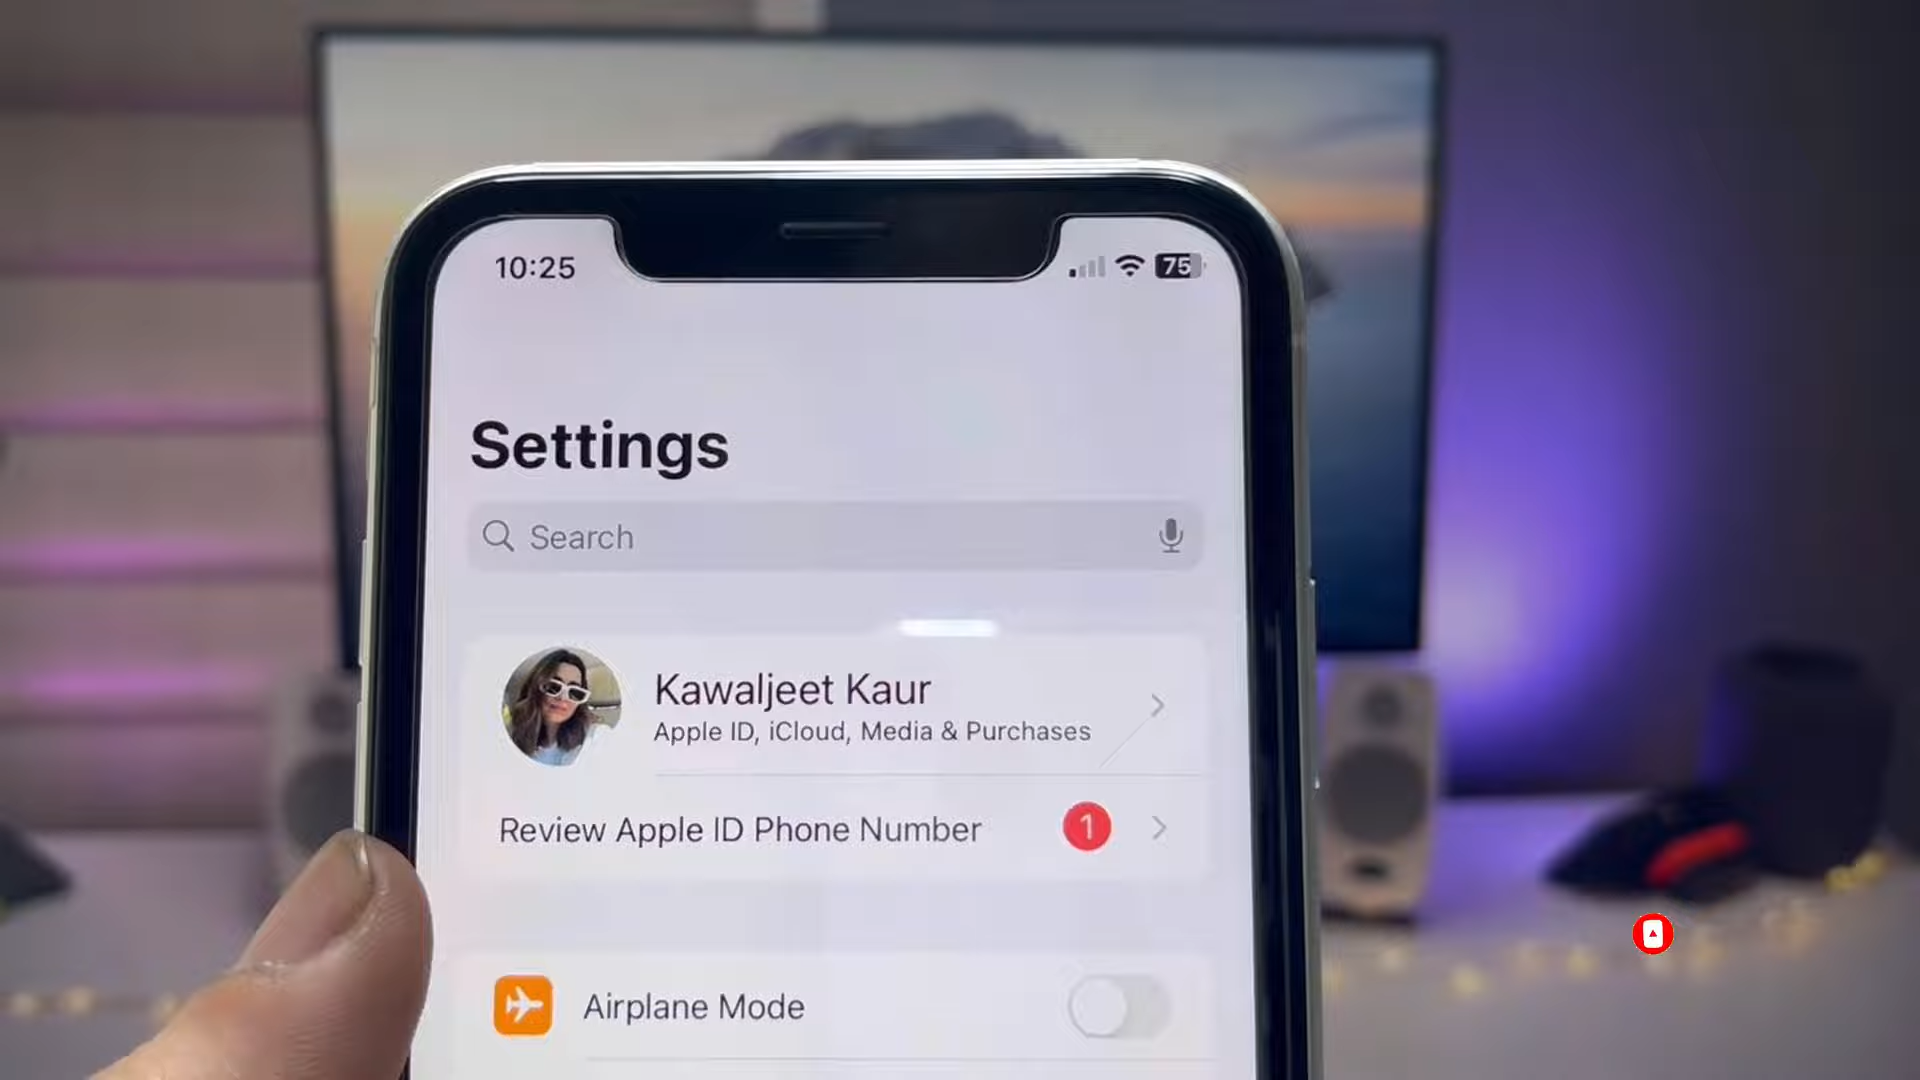 10:25
75
Settings
Search
Kawaljeet Kaur
Apple ID, iCloud, Media & Purchases
Review Apple ID Phone Number
1
Airplane Mode